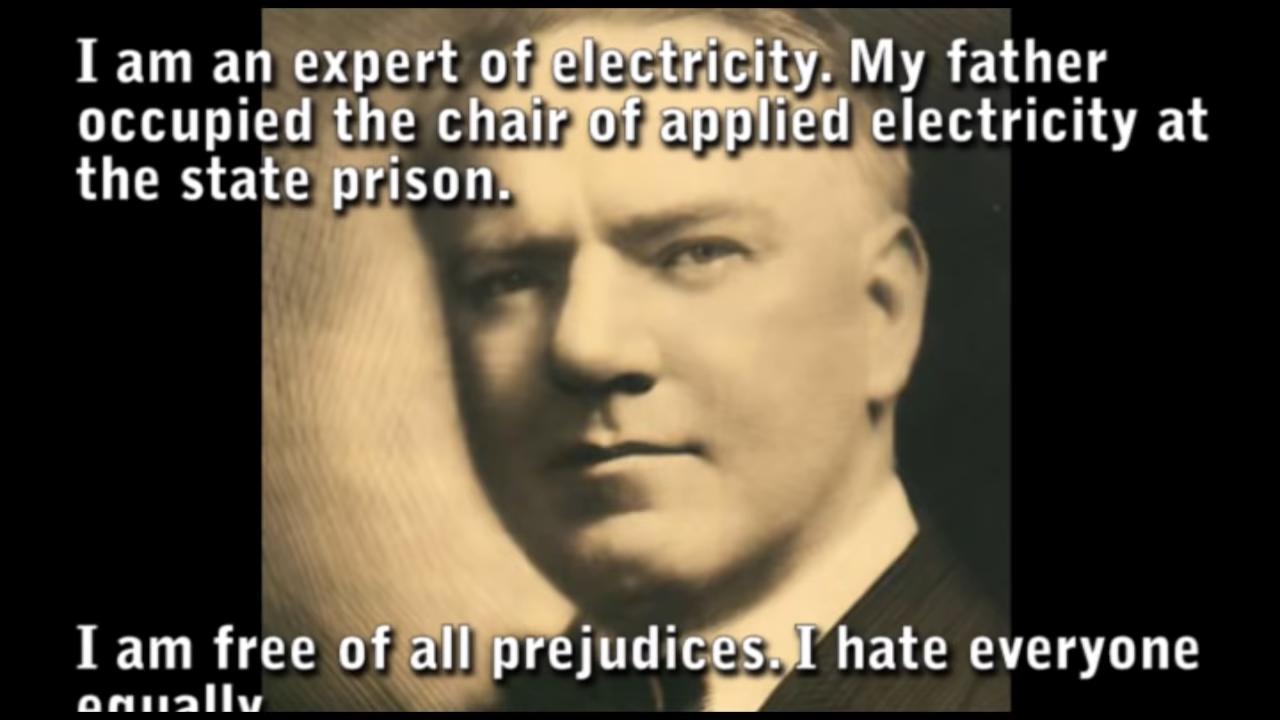 I am an expert of electricity. My father
occupied the chair of applied electricity at
the state prison.
I am free of all prejudices. I hate everyone
equally